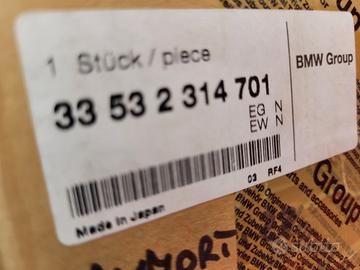 1 Stück / piece
BMW Group
33 53 2 314 701
EG N
EW N
03 RF4
Made in Japan
Group